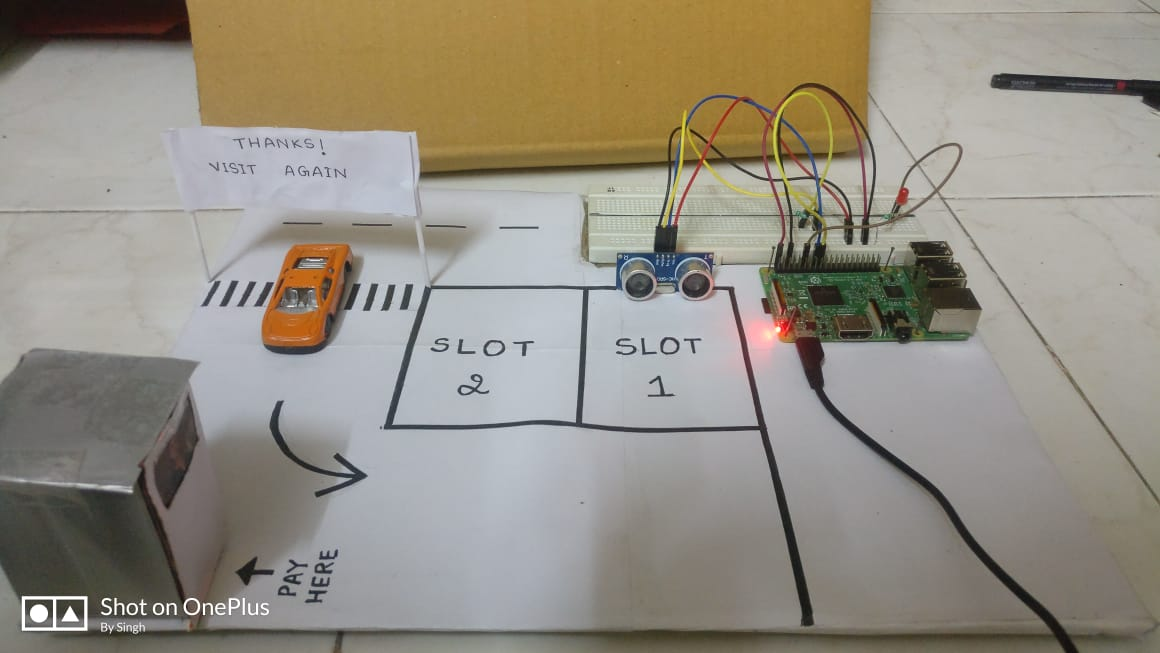 THANKS!
VISIT AGAIN
SLOT
2
SLOT
1
PAY
HERE
Shot on OnePlus
By Singh